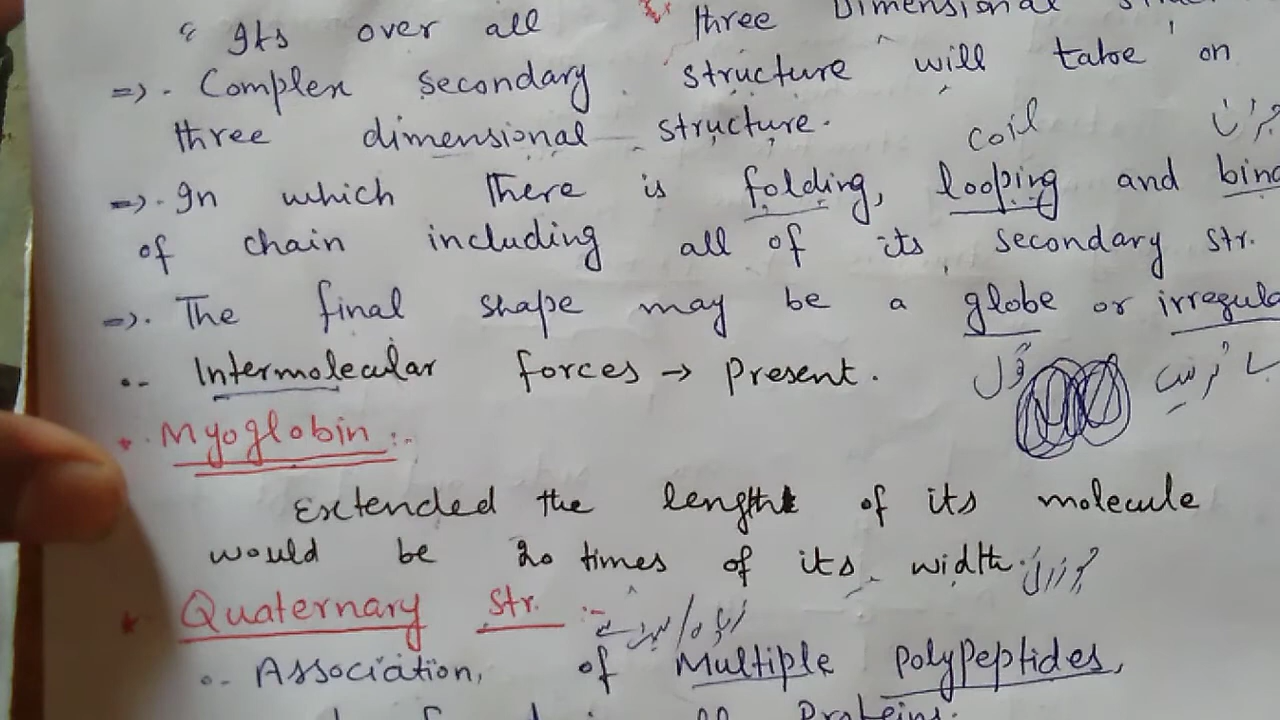 " Its over all three Dimensional
=> . Complex secondary structure will take on
three dimensional structure.
coil
=> . In which there is folding, looping and
of chain including all of its secondary str.
=> . The final shape may be a globe or
Intermolecular forces → Present.
گول
* Myoglobin :-
Extended the length of its molecule
would be 20 times of its width.
* Quaternary Str. :-
Association, of Multiple Polypeptides,
Proteins.